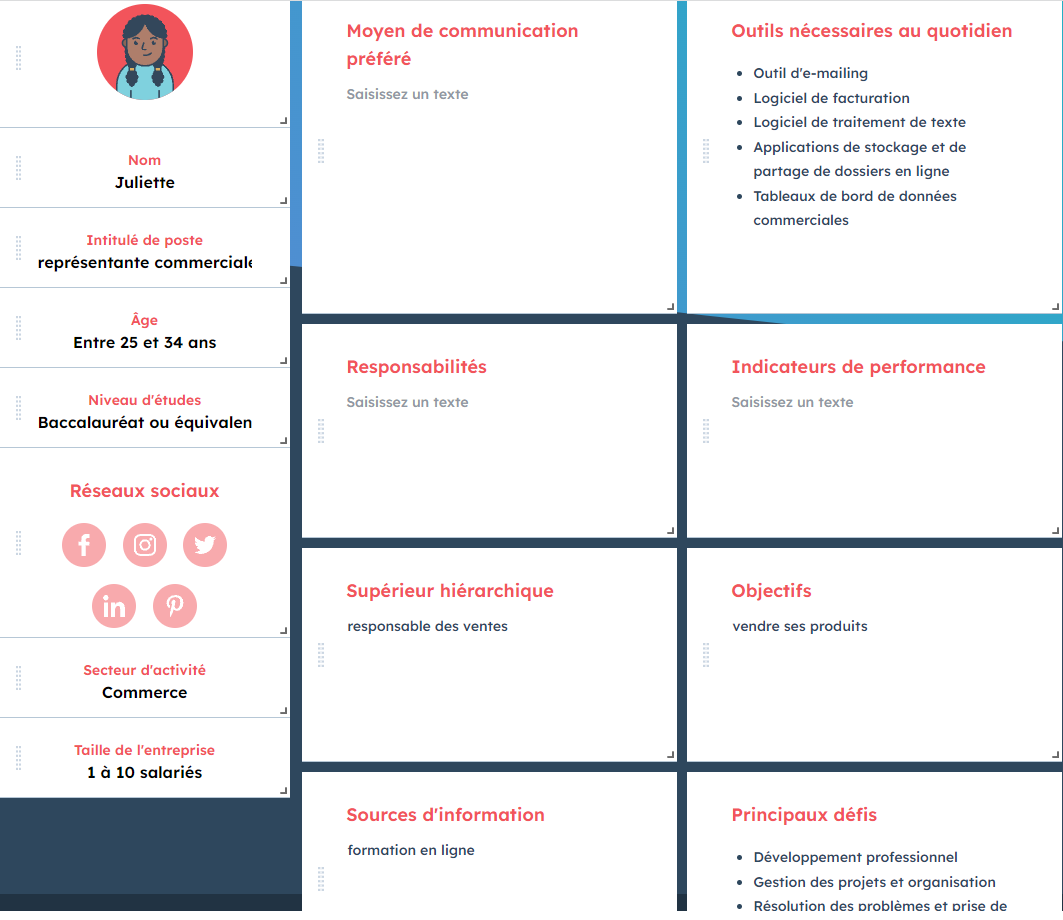 Nom
Juliette
Intitulé de poste
représentante commerciale
Âge
Entre 25 et 34 ans
Niveau d'études
Baccalauréat ou équivalen
Réseaux sociaux
Secteur d'activité
Commerce
Taille de l'entreprise
1 à 10 salariés
Moyen de communication
préféré
Saisissez un texte
Outils nécessaires au quotidien
• Outil d'e-mailing
• Logiciel de facturation
• Logiciel de traitement de texte
• Applications de stockage et de
partage de dossiers en ligne
• Tableaux de bord de données
commerciales
Responsabilités
Saisissez un texte
Indicateurs de performance
Saisissez un texte
Supérieur hiérarchique
responsable des ventes
Objectifs
vendre ses produits
Sources d'information
formation en ligne
Principaux défis
• Développement professionnel
• Gestion des projets et organisation
• Résolution des problèmes et prise de